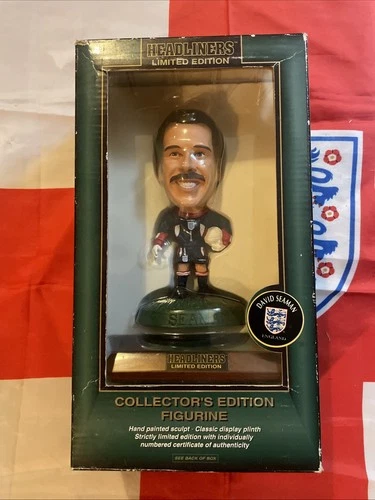 HEADLINERS
LIMITED EDITION
DAVID SEAMAN
ENGLAND
HEADLINERS
LIMITED EDITION
COLLECTOR'S EDITION
FIGURINE
Hand painted sculpt · Classic display plinth
Strictly limited edition with individually
numbered certificate of authenticity
SEE BACK OF BOX